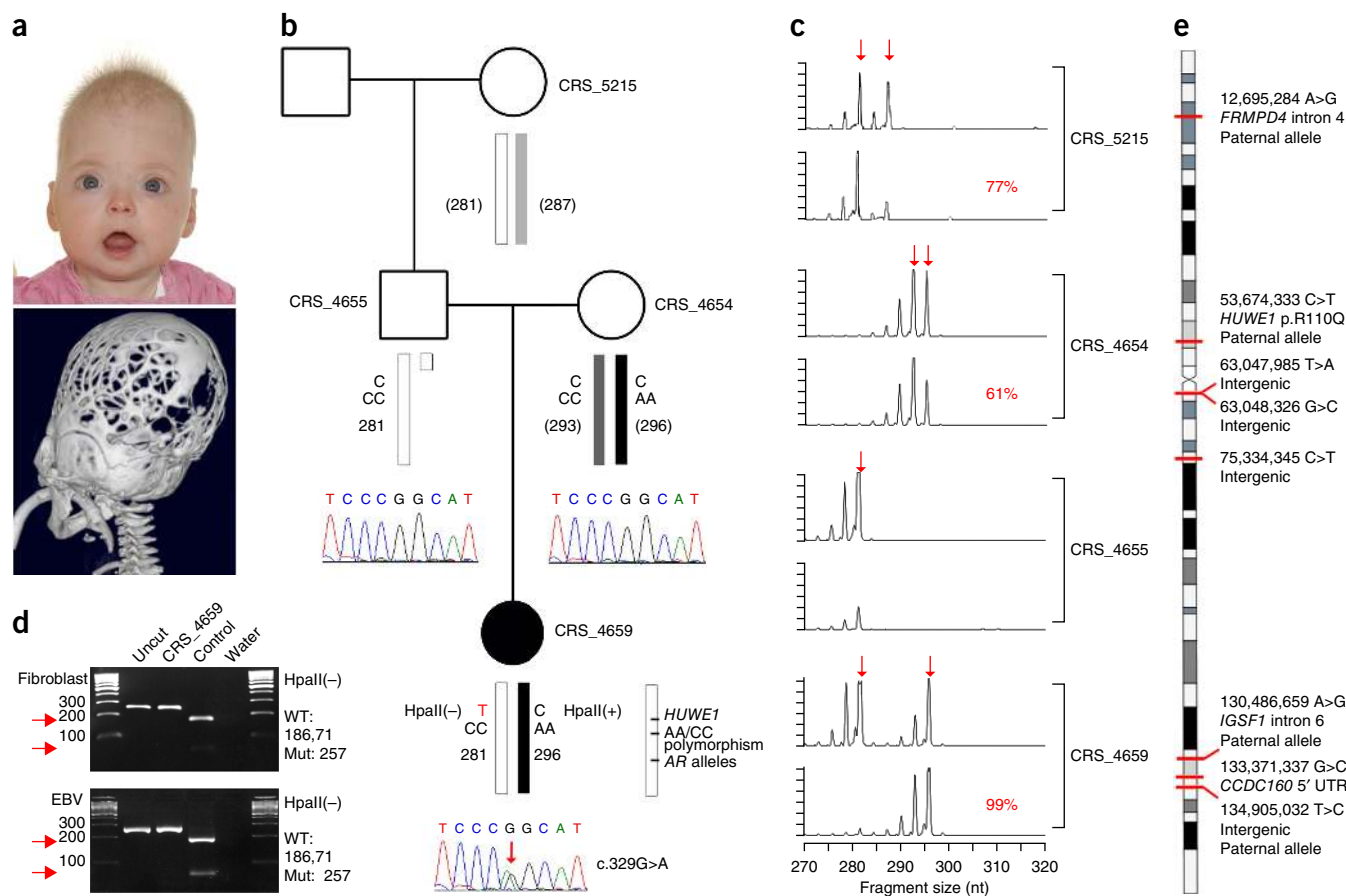 a
b
c
e
CRS_5215
(281)
(287)
CRS_4655
CRS_4654
C
CC
281
C
CC
(293)
C
AA
(296)
T C C C G G C A T
T C C C G G C A T
CRS_4659
HpaII(–)
T
CC
281
C
AA
296
HpaII(+)
HUWE1
AA/CC
polymorphism
AR alleles
T C C C G G C A T
c.329G>A
d
Uncut
CRS_4659
Control
Water
Fibroblast
300
200
100
HpaII(–)
WT:
186,71
Mut: 257
EBV
300
200
100
HpaII(–)
WT:
186,71
Mut: 257
CRS_5215
77%
CRS_4654
61%
CRS_4655
CRS_4659
99%
270 280 290 300 310 320
Fragment size (nt)
12,695,284 A>G
FRMPD4 intron 4
Paternal allele
53,674,333 C>T
HUWE1 p.R110Q
Paternal allele
63,047,985 T>A
Intergenic
63,048,326 G>C
Intergenic
75,334,345 C>T
Intergenic
130,486,659 A>G
IGSF1 intron 6
Paternal allele
133,371,337 G>C
CCDC160 5′ UTR
134,905,032 T>C
Intergenic
Paternal allele